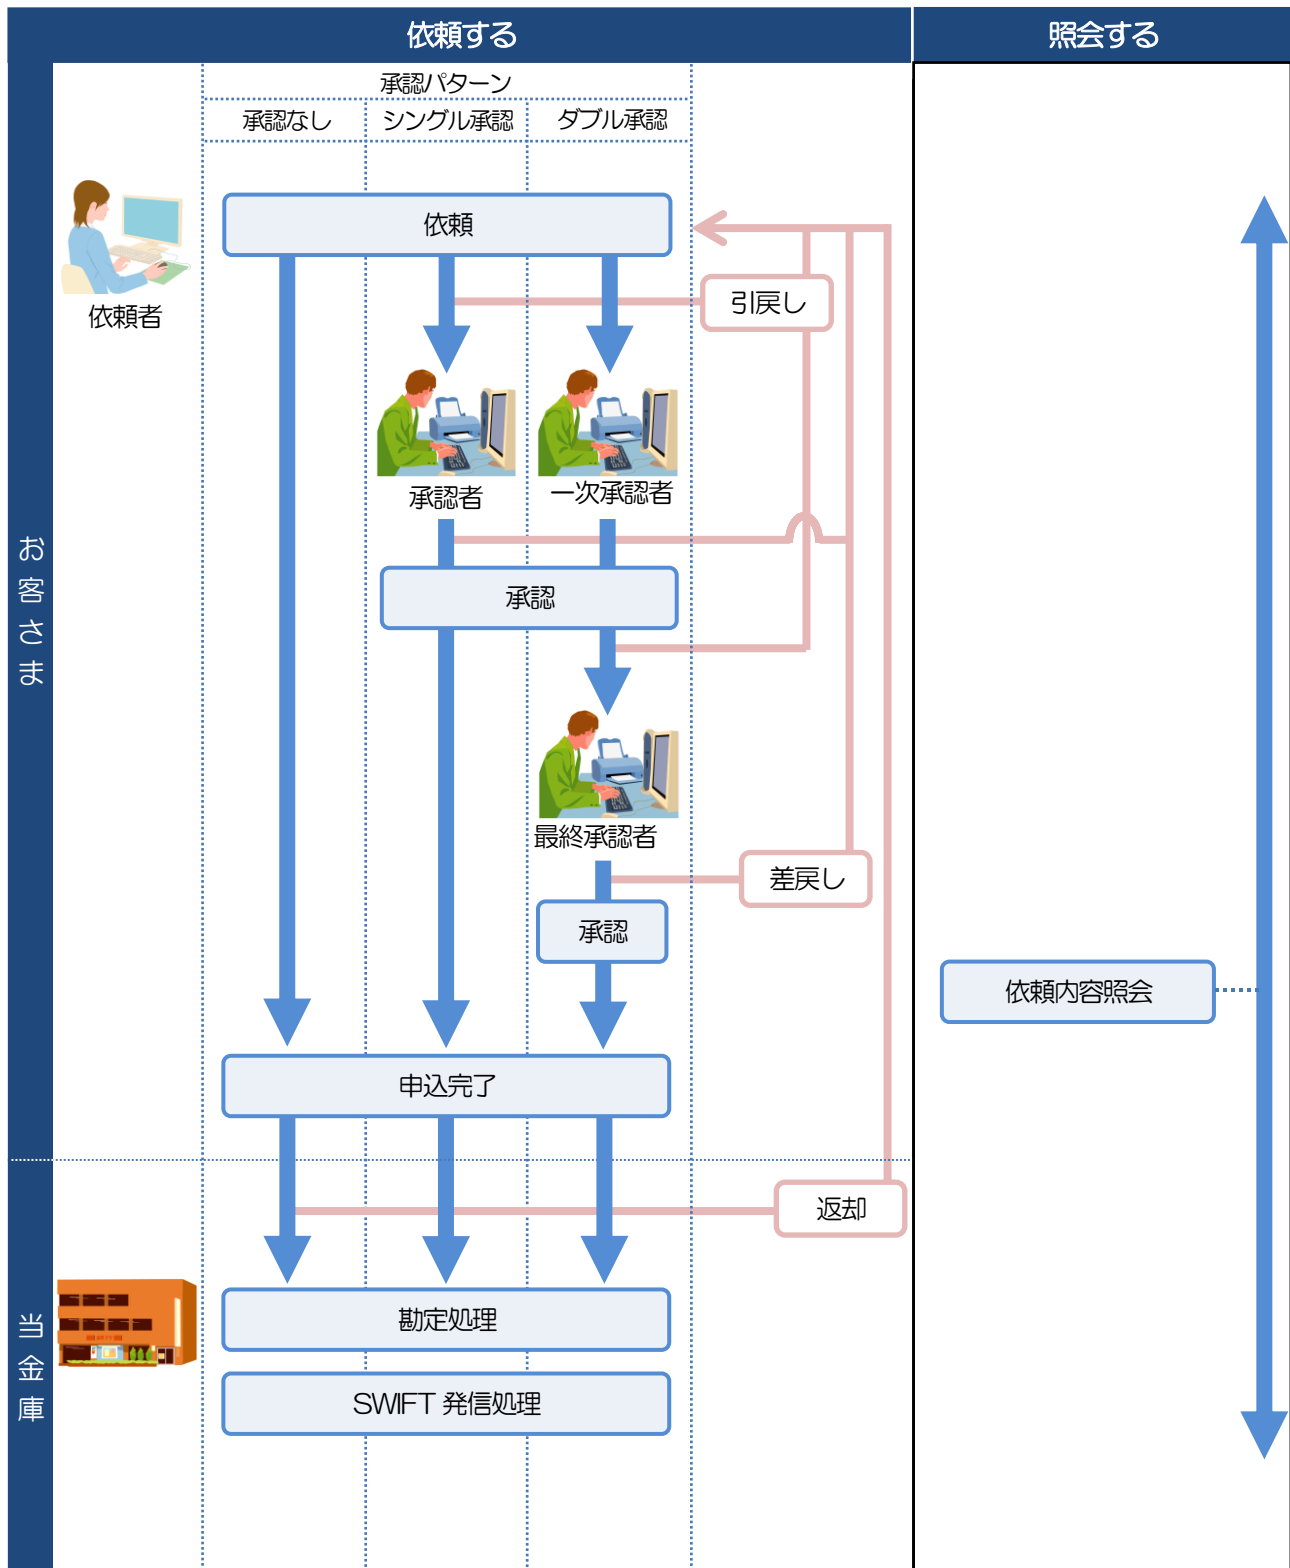 依頼する
照会する
承認パターン
承認なし
シングル承認
ダブル承認
依頼
引戻し
依頼者
承認者
一次承認者
お客さま
承認
最終承認者
差戻し
承認
依頼内容照会
申込完了
返却
当金庫
勘定処理
SWIFT 発信処理